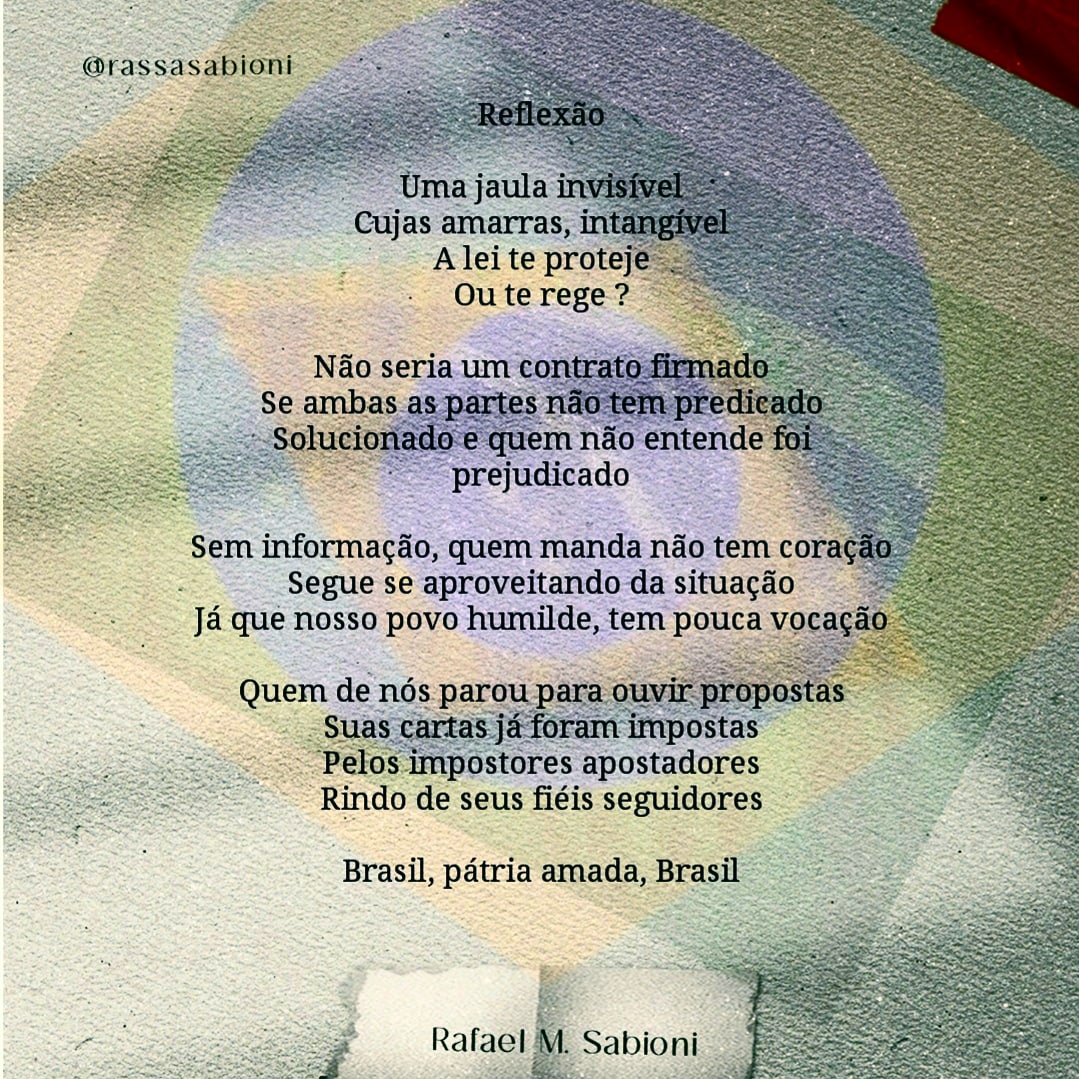 @rassasabioni
Reflexão
Uma jaula invisível
Cujas amarras, intangível
A lei te proteje
Ou te rege ?
Não seria um contrato firmado
Se ambas as partes não tem predicado
Solucionado e quem não entende foi
prejudicado
Sem informação, quem manda não tem coração
Segue se aproveitando da situação
Já que nosso povo humilde, tem pouca vocação
Quem de nós parou para ouvir propostas
Suas cartas já foram impostas
Pelos impostores apostadores
Rindo de seus fiéis seguidores
Brasil, pátria amada, Brasil
Rafael M. Sabioni